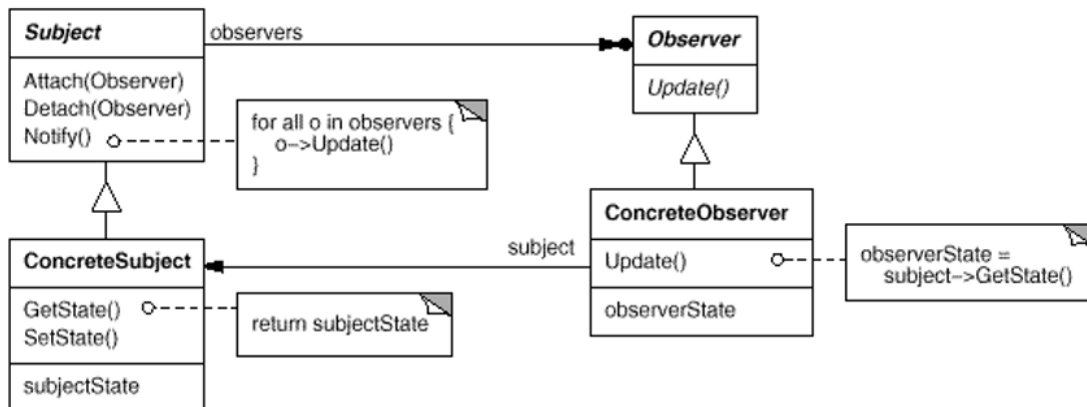 Subject
Attach(Observer)
Detach(Observer)
Notify()
observers
Observer
Update()
for all o in observers {
o->Update()
}
ConcreteSubject
GetState()
SetState()
subjectState
return subjectState
subject
ConcreteObserver
Update()
observerState
observerState =
subject->GetState()